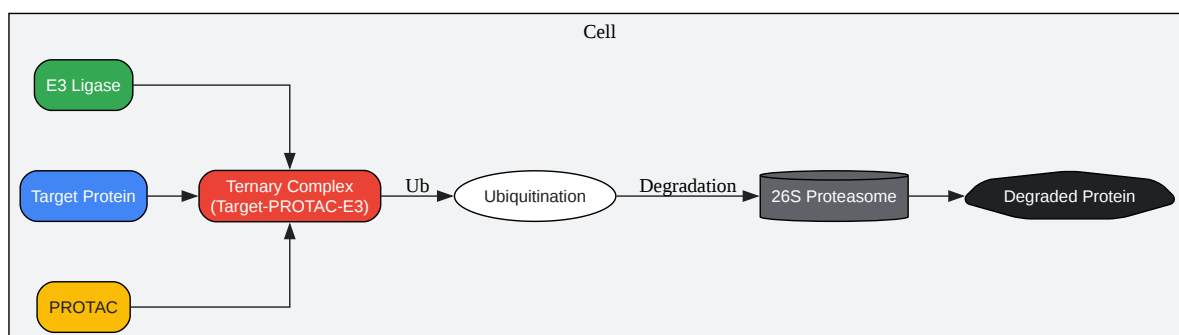 Cell
E3 Ligase
Target Protein
Ternary Complex
(Target-PROTAC-E3)
Ub
Ubiquitination
Degradation
26S Proteasome
Degraded Protein
PROTAC